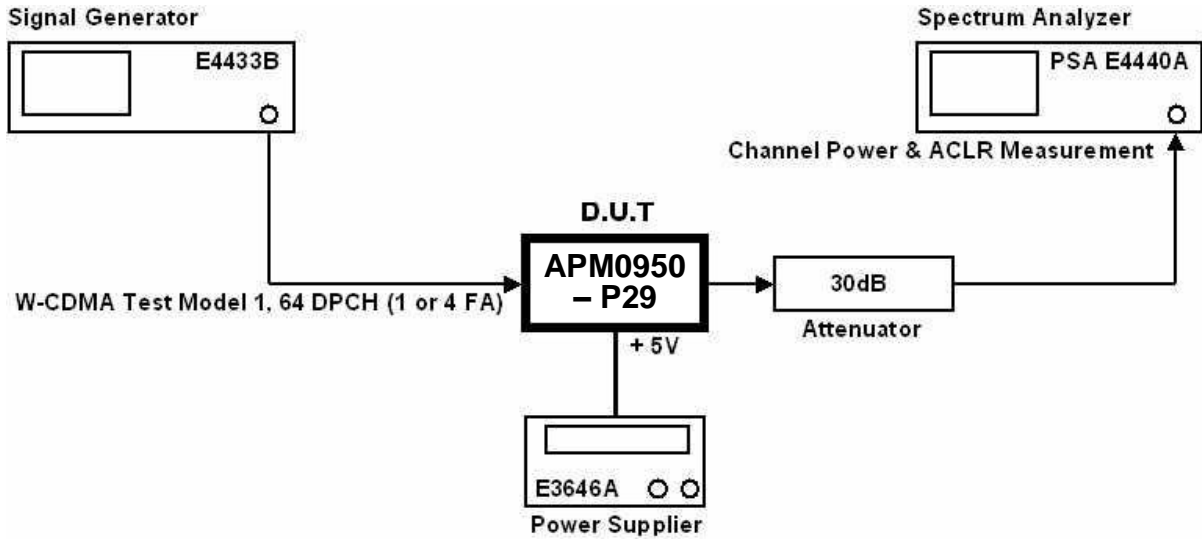 Signal Generator
E4433B
Spectrum Analyzer
PSA E4440A
Channel Power & ACLR Measurement
D.U.T
APM0950
– P29
W-CDMA Test Model 1, 64 DPCH (1 or 4 FA)
30dB
Attenuator
+ 5V
E3646A
Power Supplier